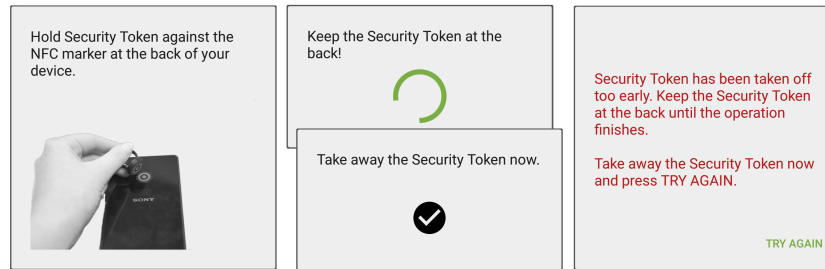 Hold Security Token against the
NFC marker at the back of your
device.
SONY
Keep the Security Token at the
back!
Take away the Security Token now.
Security Token has been taken off
too early. Keep the Security Token
at the back until the operation
finishes.
Take away the Security Token now
and press TRY AGAIN.
TRY AGAIN